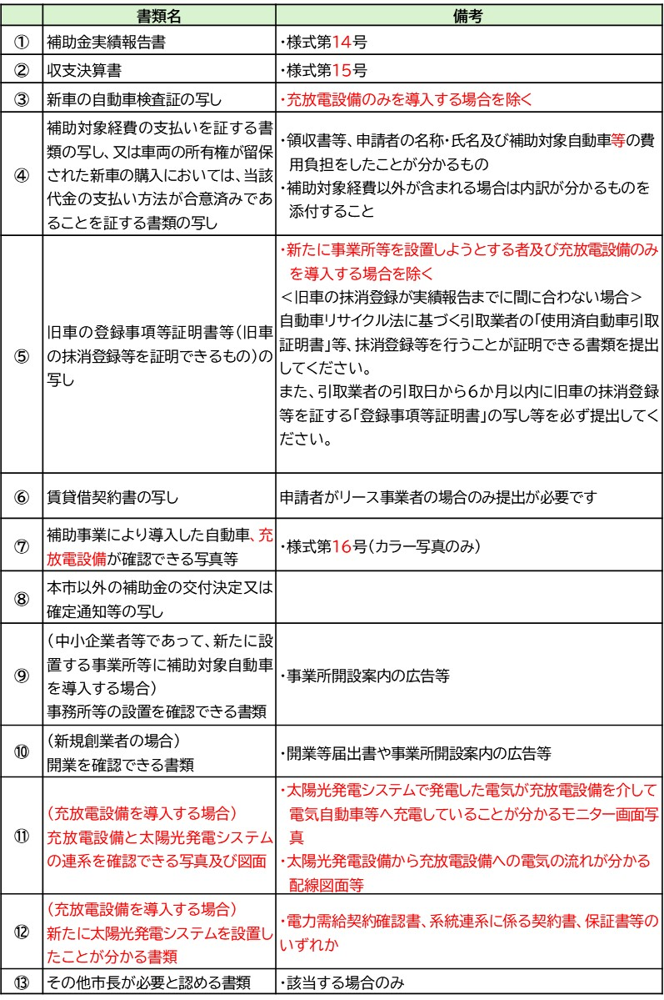 書類名 備考
① 補助金実績報告書 ・様式第14号
② 収支決算書 ・様式第15号
③ 新車の自動車検査証の写し ・充放電設備のみを導入する場合を除く
④
補助対象経費の支払いを証する書
類の写し、又は車両の所有権が留保
された新車の購入においては、当該
代金の支払い方法が合意済みであ
ることを証する書類の写し
・領収書等、申請者の名称・氏名及び補助対象自動車等の費
用負担をしたことが分かるもの
・補助対象経費以外が含まれる場合は内訳が分かるものを
添付すること
⑤
旧車の登録事項等証明書等（旧車
の抹消登録等を証明できるもの）の
写し
・新たに事業所等を設置しようとする者及び充放電設備のみ
を導入する場合を除く
＜旧車の抹消登録が実績報告までに間に合わない場合＞
自動車リサイクル法に基づく引取業者の「使用済自動車引取
証明書」等、抹消登録等を行うことが証明できる書類を提出
してください。
また、引取業者の引取日から６か月以内に旧車の抹消登録
等を証する「登録事項等証明書」の写し等を必ず提出してく
ださい。
⑥ 賃貸借契約書の写し 申請者がリース事業者の場合のみ提出が必要です
⑦
補助事業により導入した自動車、充
放電設備が確認できる写真等
・様式第16号（カラー写真のみ）
⑧
本市以外の補助金の交付決定又は
確定通知等の写し
⑨
（中小企業者等であって、新たに設
置する事業所等に補助対象自動車
を導入する場合）
事務所等の設置を確認できる書類
・事業所開設案内の広告等
⑩
（新規創業者の場合）
開業を確認できる書類
・開業等届出書や事業所開設案内の広告等
⑪
（充放電設備を導入する場合）
充放電設備と太陽光発電システム
の連系を確認できる写真及び図面
・太陽光発電システムで発電した電気が充放電設備を介して
電気自動車等へ充電していることが分かるモニター画面写
真
・太陽光発電設備から充放電設備への電気の流れが分かる
配線図面等
⑫
（充放電設備を導入する場合）
新たに太陽光発電システムを設置し
たことが分かる書類
・電力需給契約確認書、系統連系に係る契約書、保証書等の
いずれか
⑬ その他市長が必要と認める書類 ・該当する場合のみ